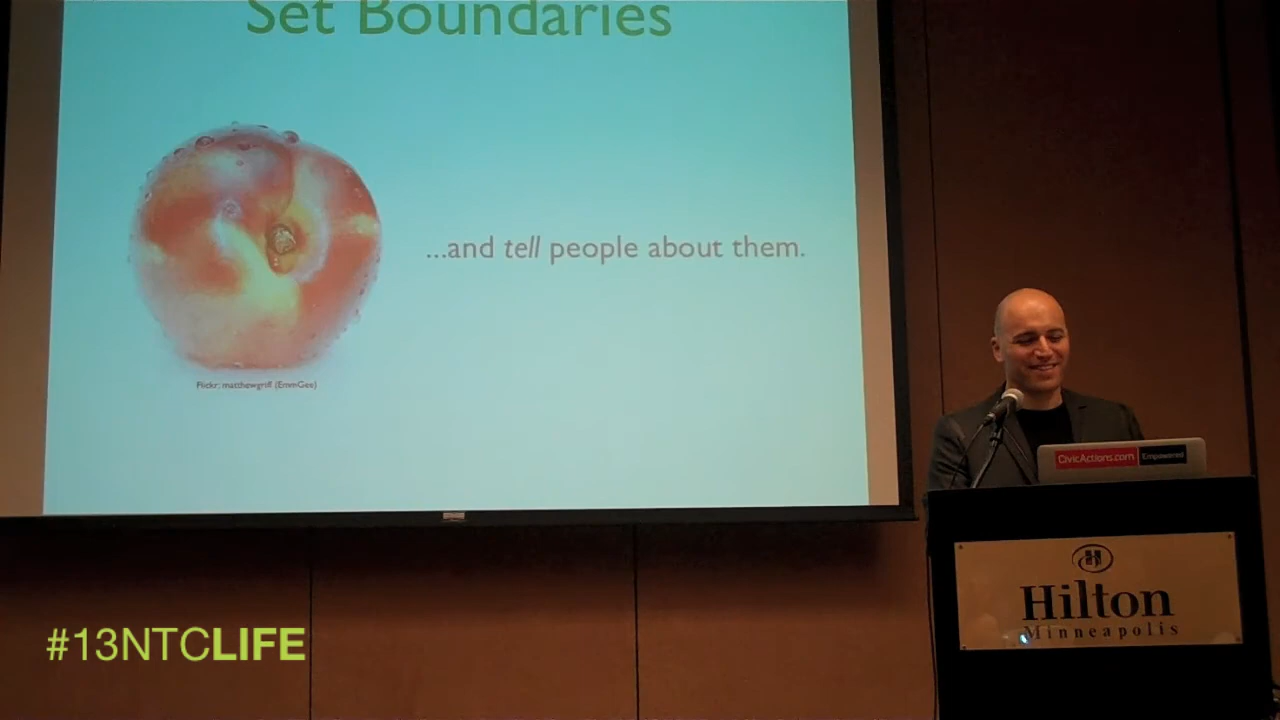 Set Boundaries
...and tell people about them.
Flickr: matthewgriff (EmmGee)
CivicActions.com Empowered
H
Hilton
Minneapolis
#13NTCLIFE